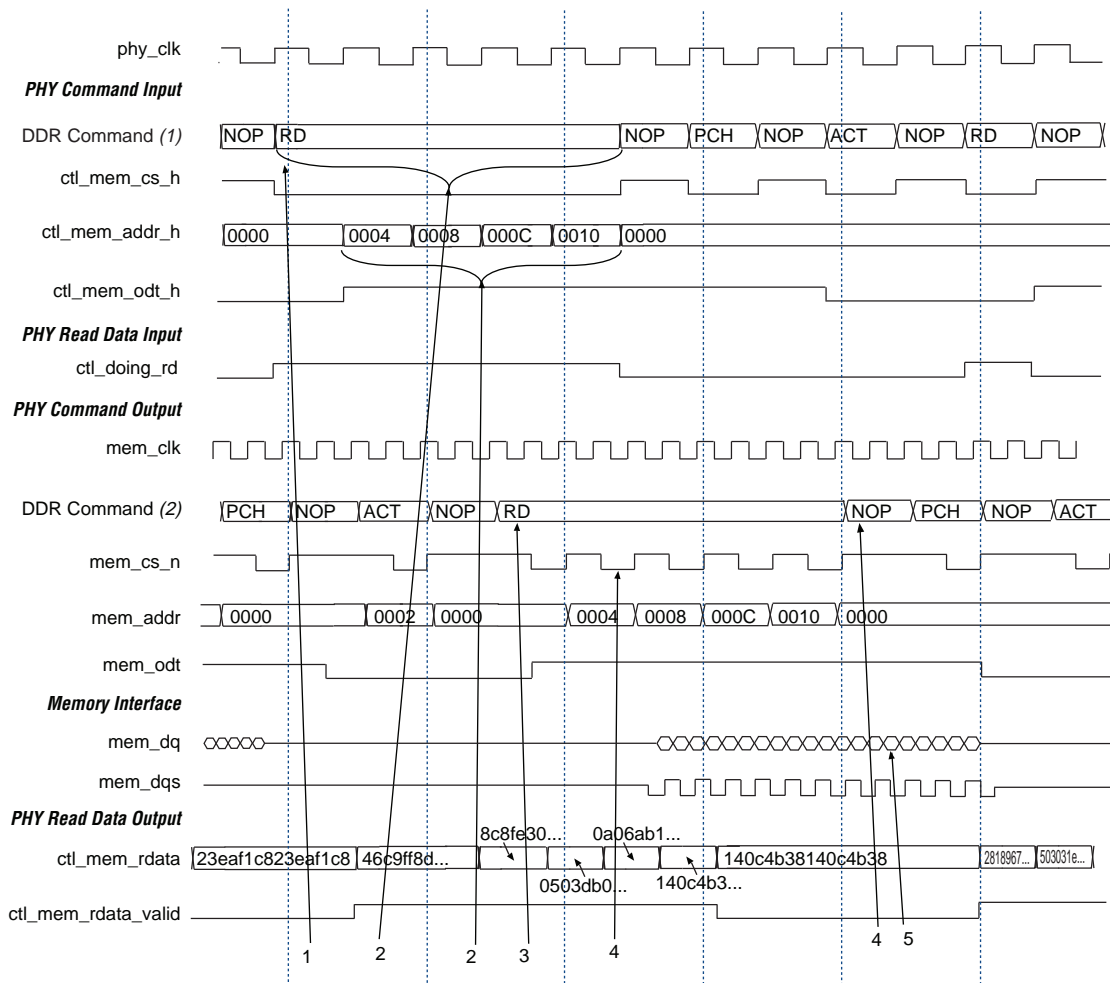 phy_clk
PHY Command Input
DDR Command (1) NOP RD NOP PCH NOP ACT NOP RD NOP
ctl_mem_cs_h
ctl_mem_addr_h 0000 0004 0008 000C 0010 0000
ctl_mem_odt_h
PHY Read Data Input
ctl_doing_rd
PHY Command Output
mem_clk
DDR Command (2) PCH NOP ACT NOP RD NOP PCH NOP ACT
mem_cs_n
mem_addr 0000 0002 0000 0004 0008 000C 0010 0000
mem_odt
Memory Interface
mem_dq
mem_dqs
PHY Read Data Output
8c8fe30... 0a06ab1...
ctl_mem_rdata 23eaf1c823eaf1c8 46c9ff8d... 140c4b38140c4b38 2818967... 503031e...
0503db0... 140c4b3...
ctl_mem_rdata_valid
1 2 2 3 4 4 5